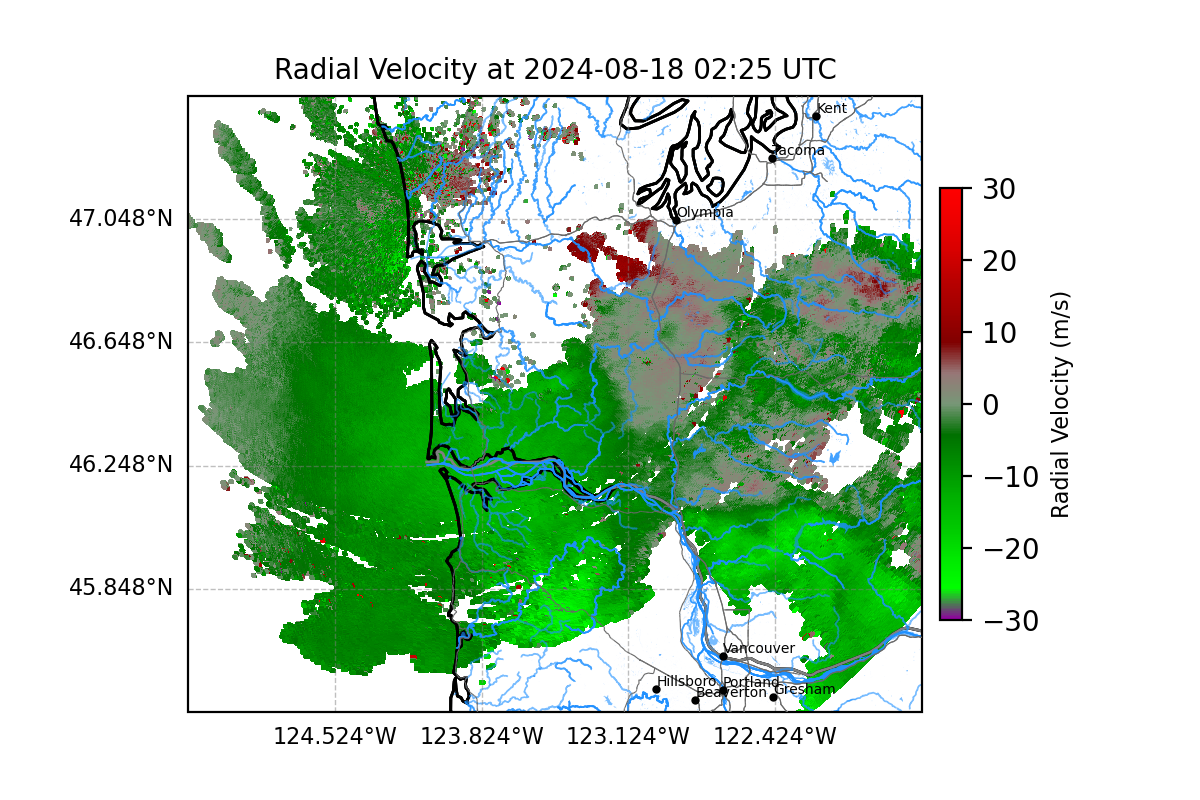 Radial Velocity at 2024-08-18 02:25 UTC
Kent
Tacoma
Olympia
Vancouver
Hillsboro
Portland
Beaverton
Gresham
47.048°N
46.648°N
46.248°N
45.848°N
124.524°W
123.824°W
123.124°W
122.424°W
30
20
10
0
−10
−20
−30
Radial Velocity (m/s)